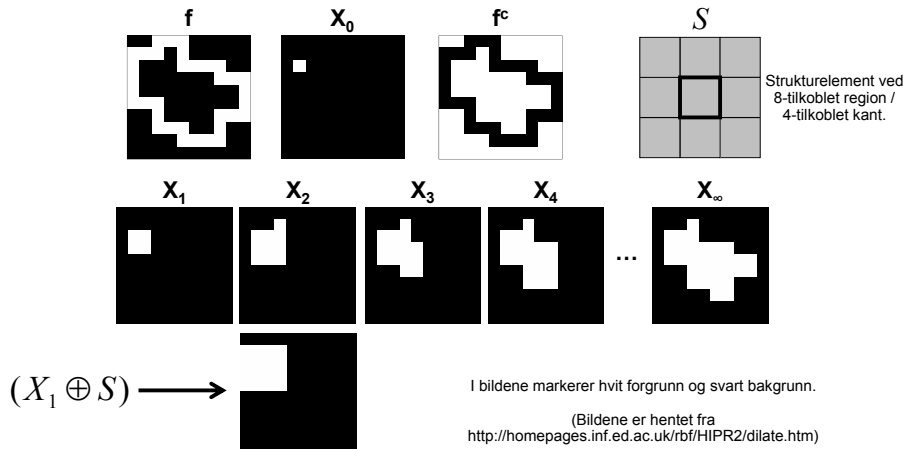 f X₀ fᶜ S
Strukturelement ved
8-tilkoblet region /
4-tilkoblet kant.
X₁ X₂ X₃ X₄ X∞
...
(X₁ ⊕ S)
I bildene markerer hvit forgrunn og svart bakgrunn.
(Bildene er hentet fra
http://homepages.inf.ed.ac.uk/rbf/HIPR2/dilate.htm)